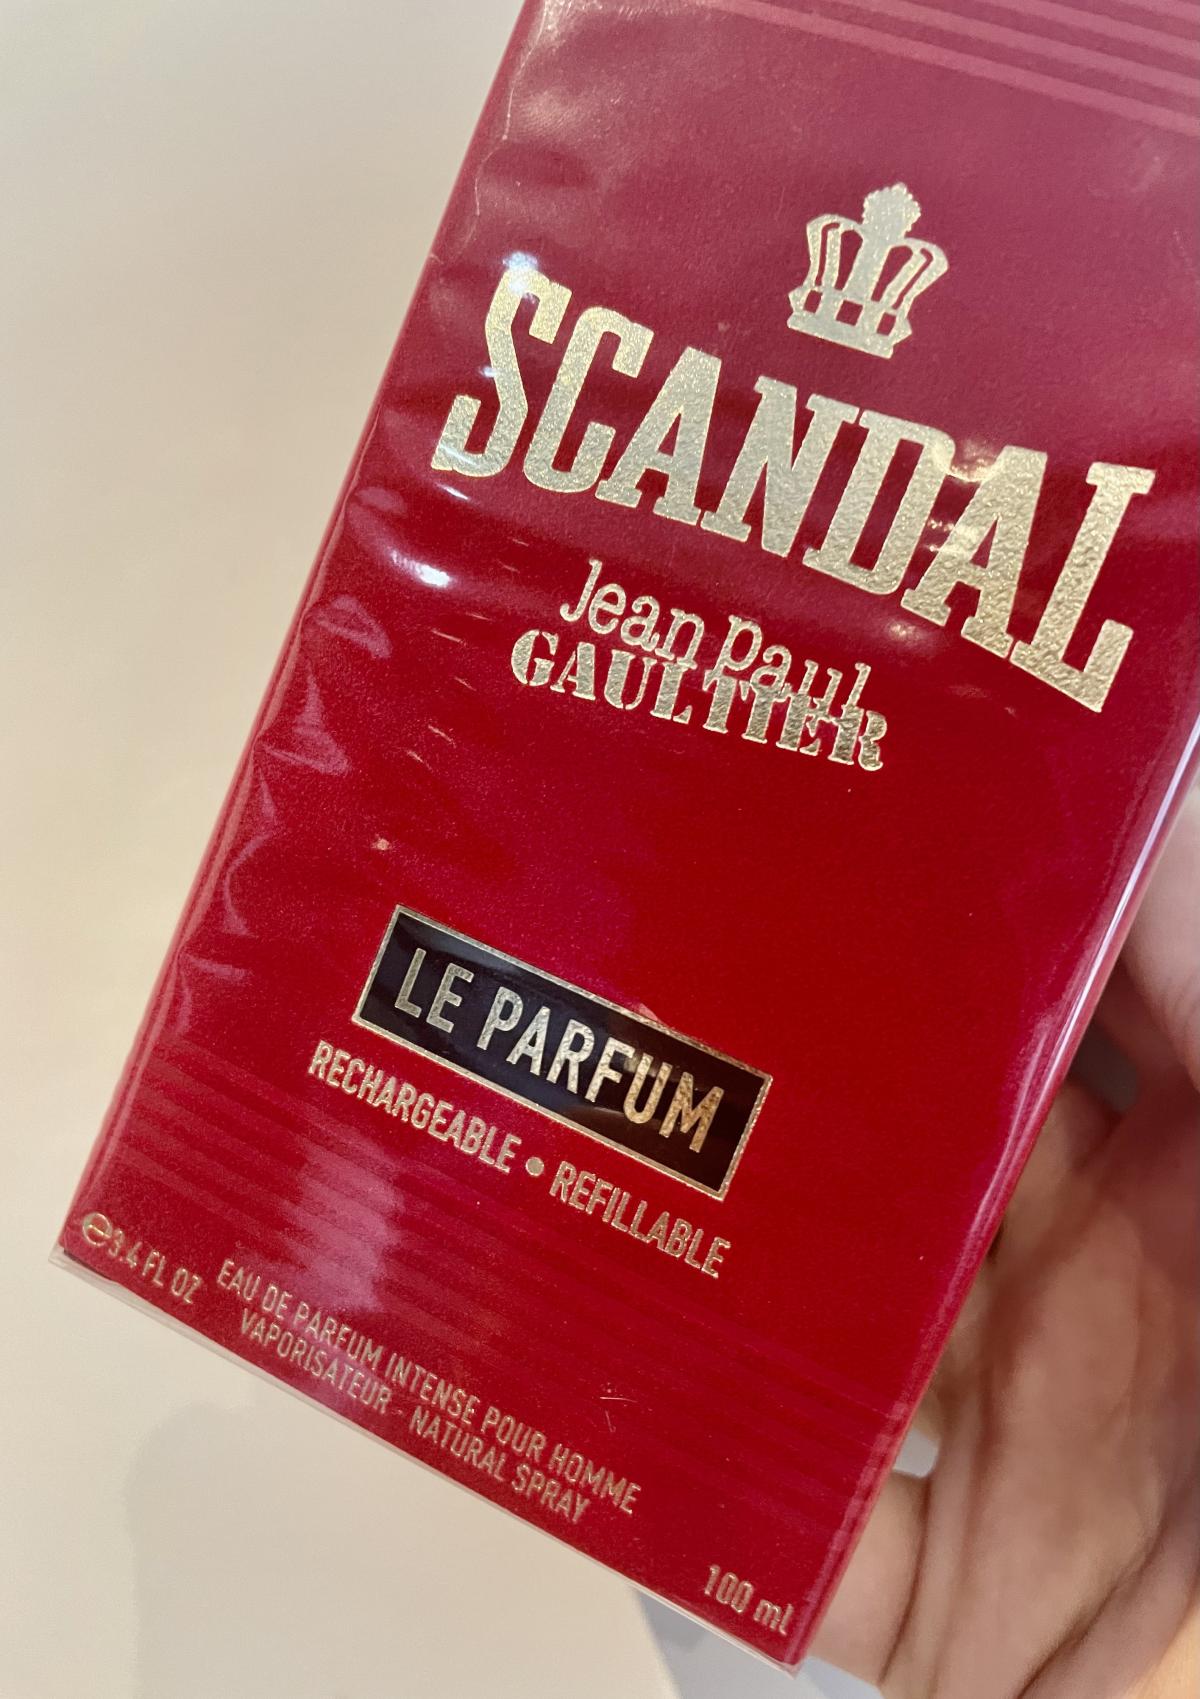 SCANDAL
Jean Paul
GAULTIER
LE PARFUM
RECHARGEABLE • REFILLABLE
℮3.4 FL OZ
EAU DE PARFUM INTENSE POUR HOMME
VAPORISATEUR - NATURAL SPRAY
100 ml